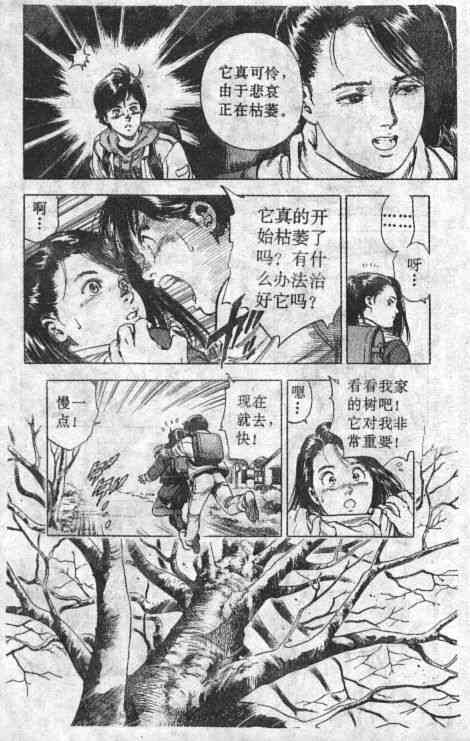 它真可怜，
由于悲哀
正在枯萎。
……
……
呀…
它真的开
始枯萎了
吗？有什
么办法治
好它吗？
啊…
看看我家
的树吧！
它对我非
常重要！
嗯…
现在
就去，
快！
慢一
点！